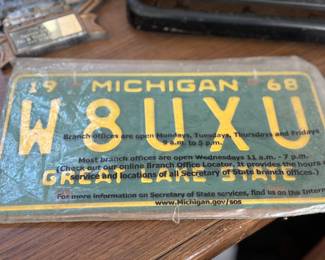 19 MICHIGAN 68
W8UXU
Branch offices are open Mondays, Tuesdays, Thursdays and Fridays
9 a.m. to 5 p.m.
Most branch offices are open Wednesdays 11 a.m. - 7 p.m.
(Check out our online Branch Office Locator. It provides the hours of
service and locations of all Secretary of State branch offices.)
GREAT LAKE STATE
For more information on Secretary of State services, find us on the Internet
www.Michigan.gov/sos